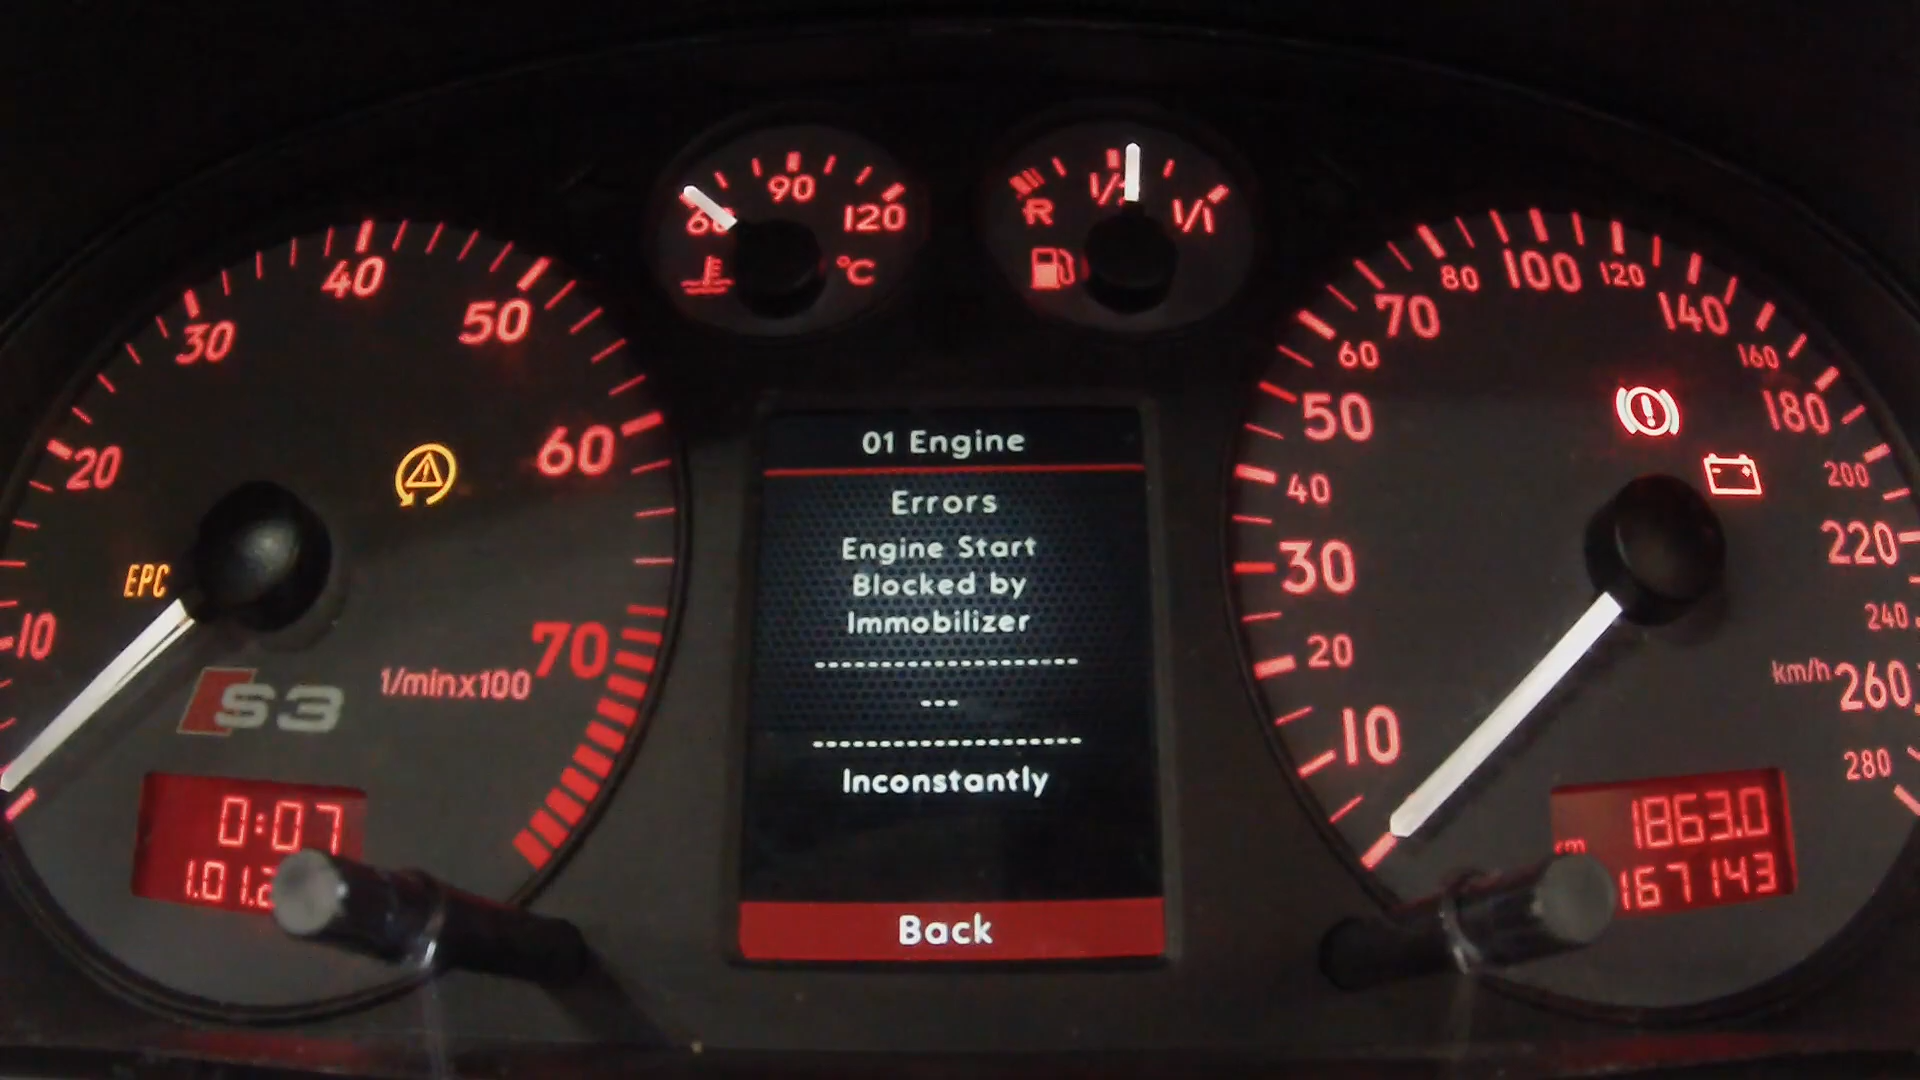 10
20
30
40
50
60
70
1/minx100
EPC
S3
0:07
60
90
120
°C
R
1/1
01 Engine
Errors
Engine Start
Blocked by
Immobilizer
--------------------
---
--------------------
Inconstantly
Back
10
20
30
40
50
60
70
80
100
120
140
160
180
200
220
240
260
280
km/h
1863.0
167143